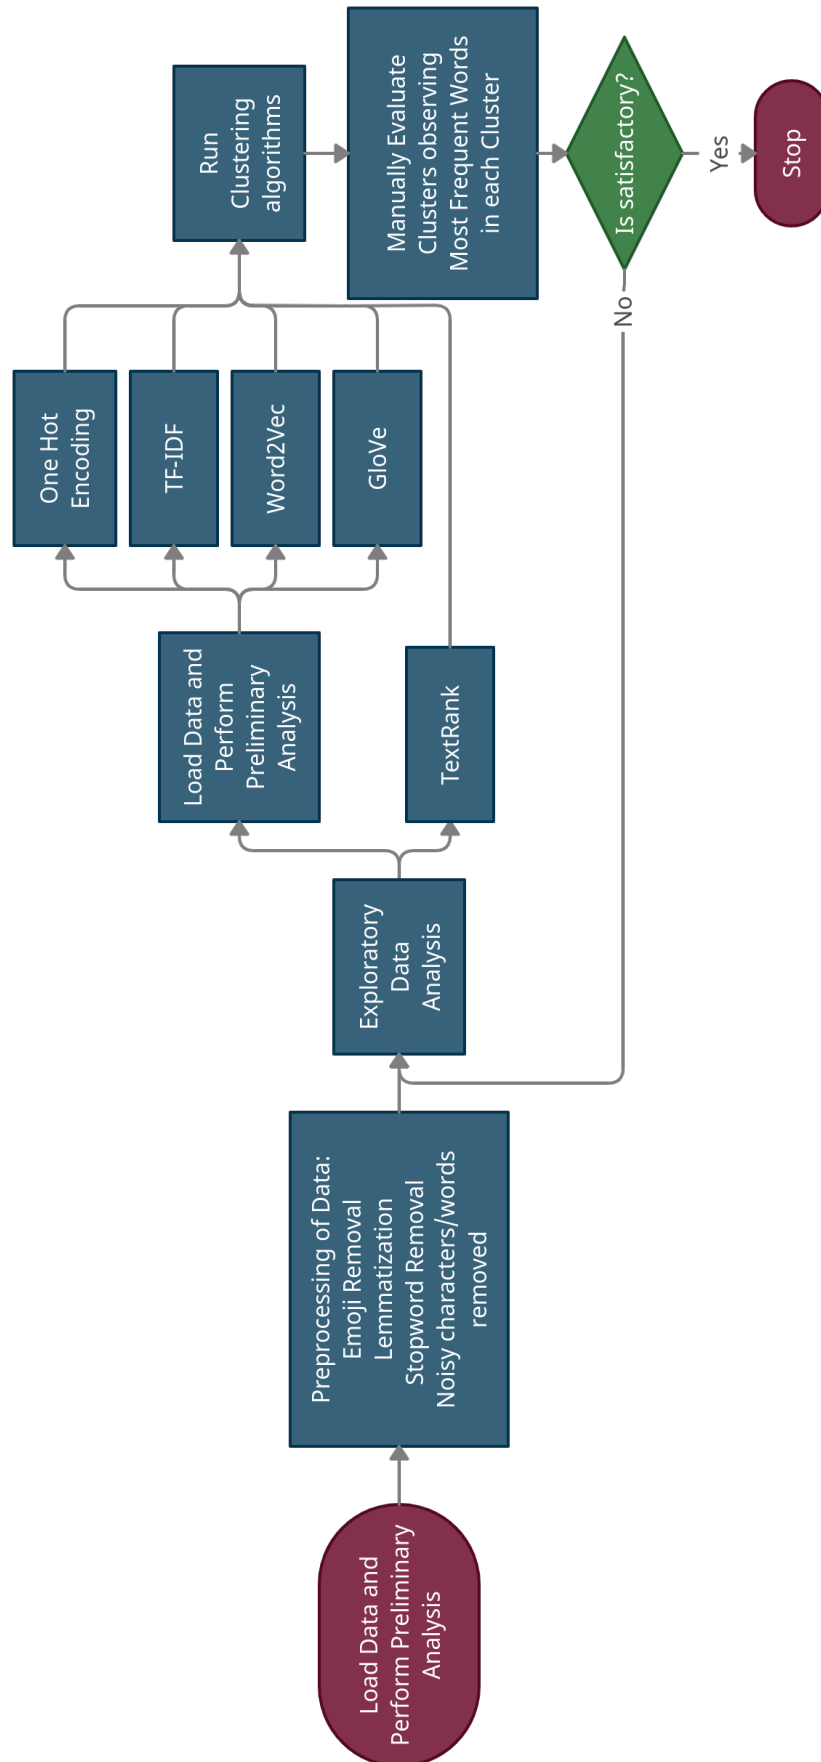 Load Data and
Perform Preliminary
Analysis
Preprocessing of Data:
Emoji Removal
Lemmatization
Stopword Removal
Noisy characters/words
removed
Exploratory
Data
Analysis
Load Data and
Perform
Preliminary
Analysis
TextRank
One Hot
Encoding
TF-IDF
Word2Vec
GloVe
Run
Clustering
algorithms
Manually Evaluate
Clusters observing
Most Frequent Words
in each Cluster
Is satisfactory?
No
Yes
Stop